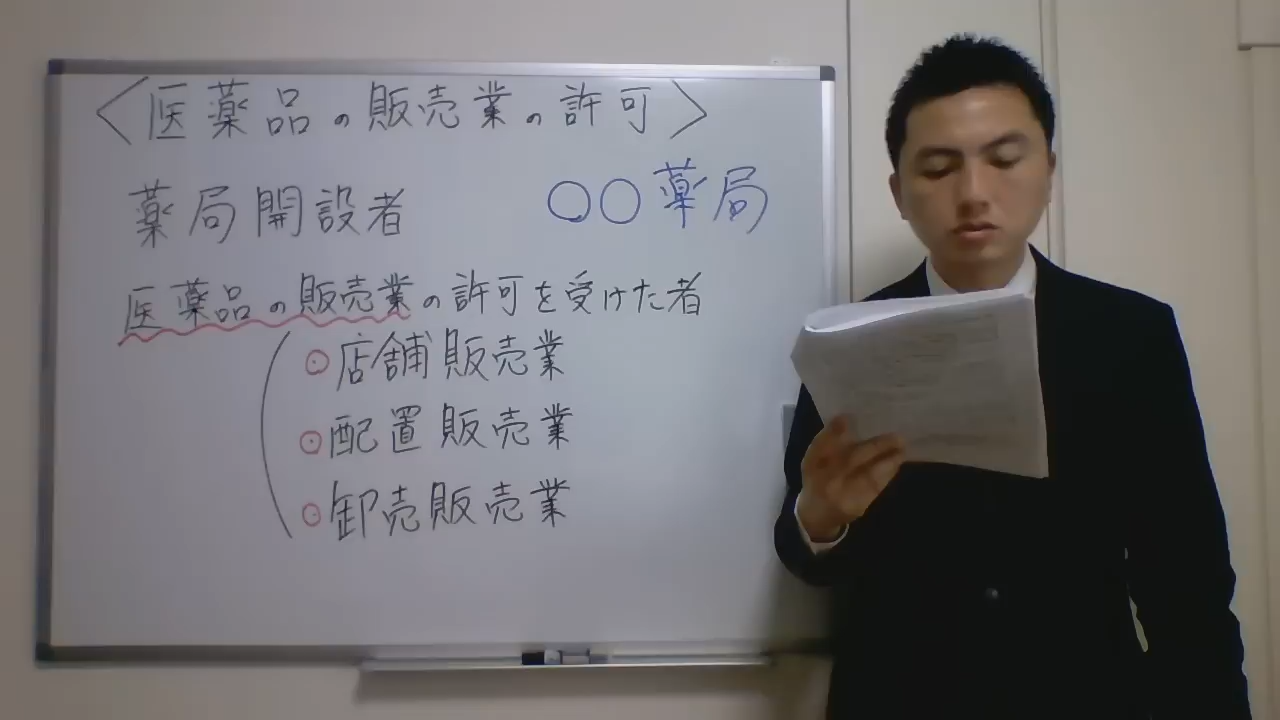 〈医薬品の販売業の許可〉
薬局開設者 ○○薬局
医薬品の販売業の許可を受けた者
○店舗販売業
○配置販売業
○卸売販売業